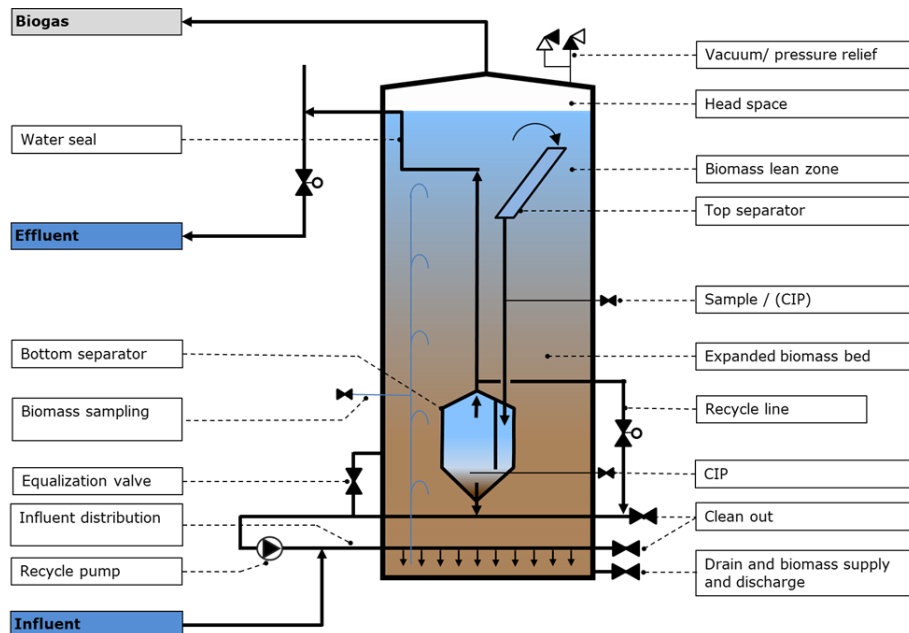 Biogas
Water seal
Effluent
Bottom separator
Biomass sampling
Equalization valve
Influent distribution
Recycle pump
Influent
Vacuum/ pressure relief
Head space
Biomass lean zone
Top separator
Sample / (CIP)
Expanded biomass bed
Recycle line
CIP
Clean out
Drain and biomass supply
and discharge